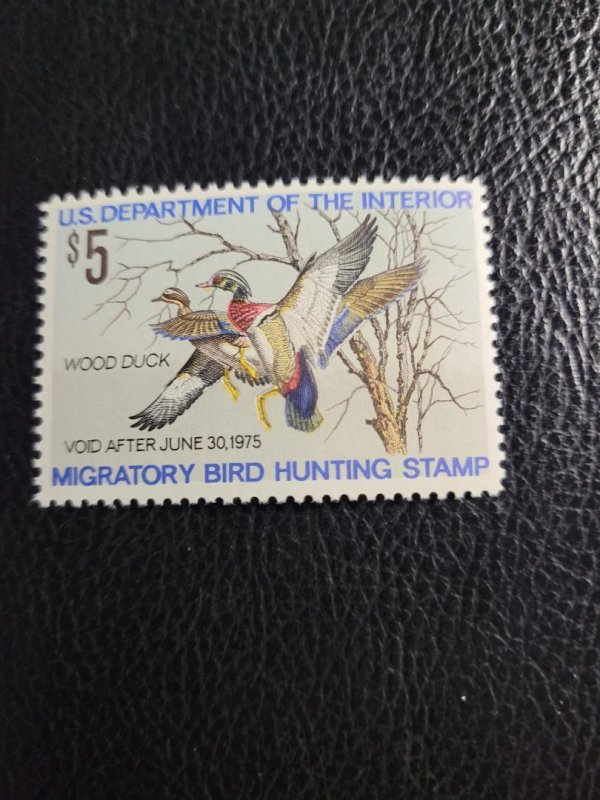 U.S. DEPARTMENT OF THE INTERIOR
$5
WOOD DUCK
VOID AFTER JUNE 30, 1975
MIGRATORY BIRD HUNTING STAMP